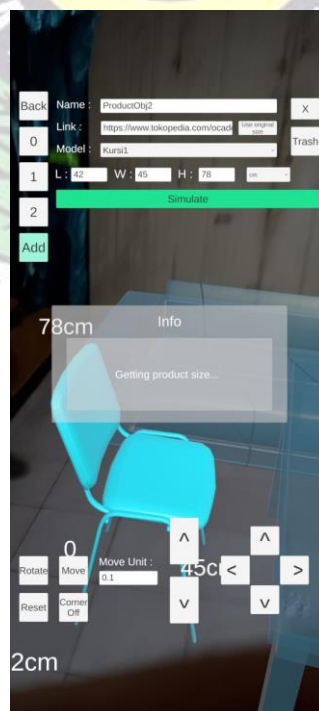 Back
Name : ProductObj2
X
Link : https://www.tokopedia.com/ocad
Use original size
0
Model : Kursi1
Trash
1
L : 42 W : 45 H : 78 cm
2
Simulate
Add
78cm
Info
Getting product size...
0
Rotate
Move
Move Unit :
0.1
^
^
45c
<
>
Reset
Corner Off
v
v
2cm